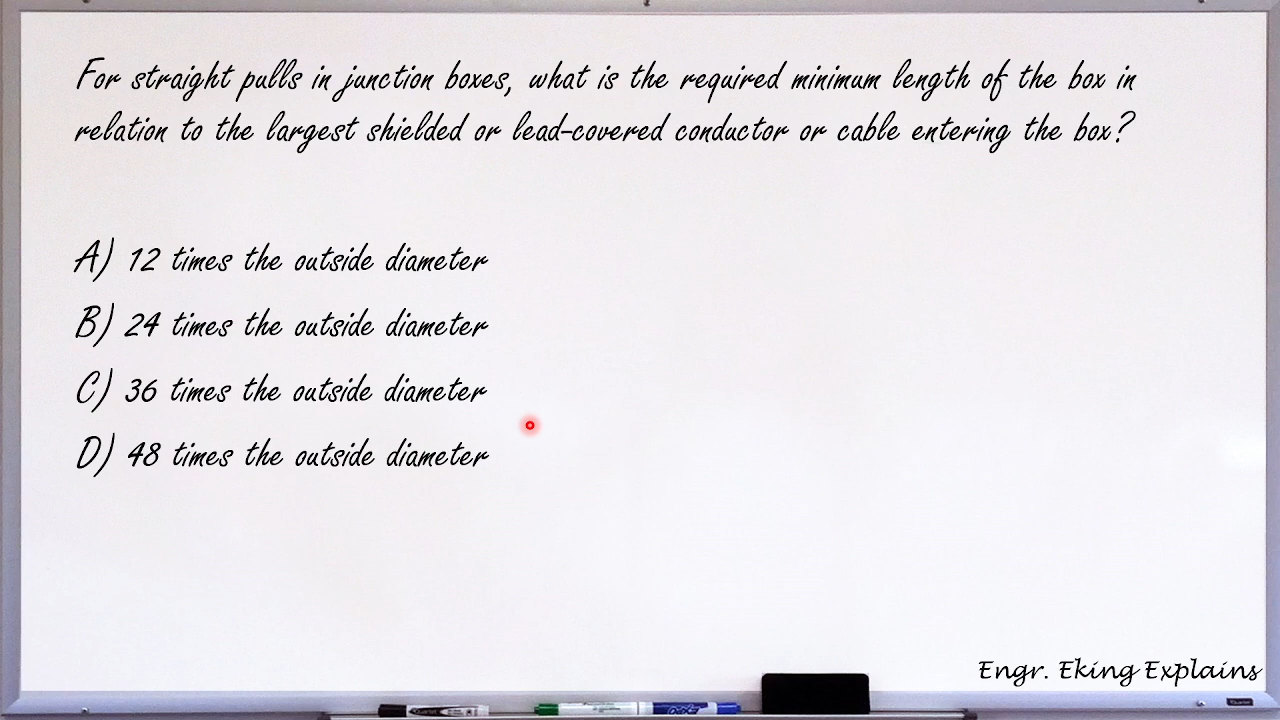 For straight pulls in junction boxes, what is the required minimum length of the box in
relation to the largest shielded or lead-covered conductor or cable entering the box?
A) 12 times the outside diameter
B) 24 times the outside diameter
C) 36 times the outside diameter
D) 48 times the outside diameter
Engr. Eking Explains